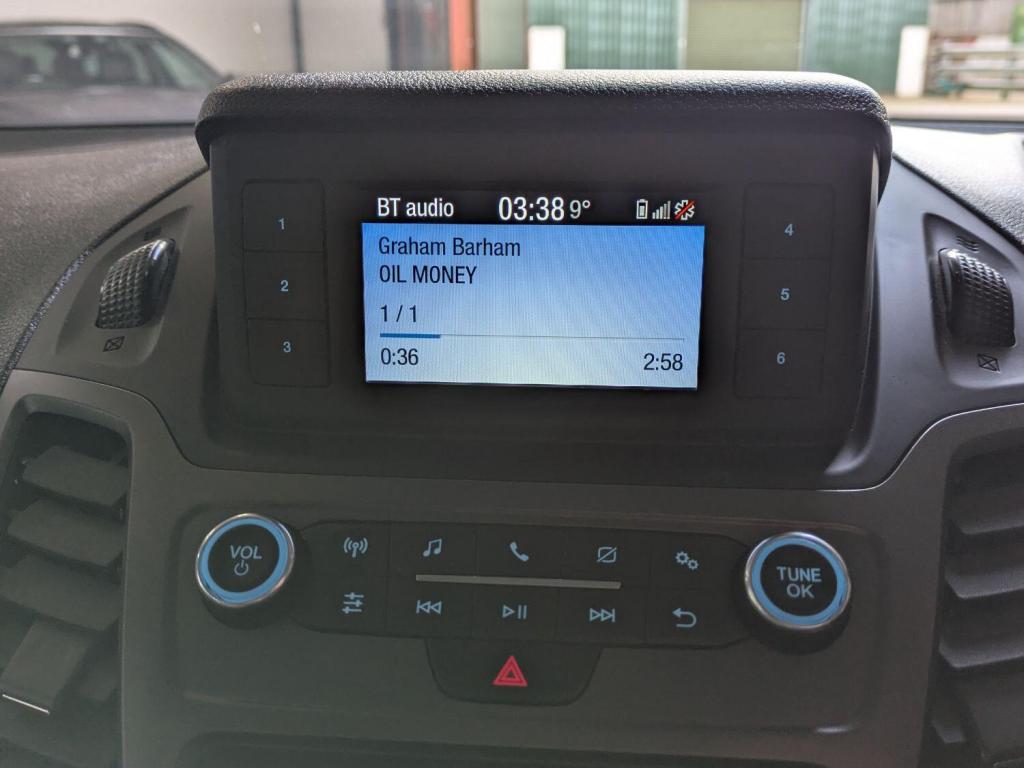 BT audio 03:38 9°
Graham Barham
OIL MONEY
1 / 1
0:36 2:58
1
2
3
4
5
6
VOL
TUNE
OK